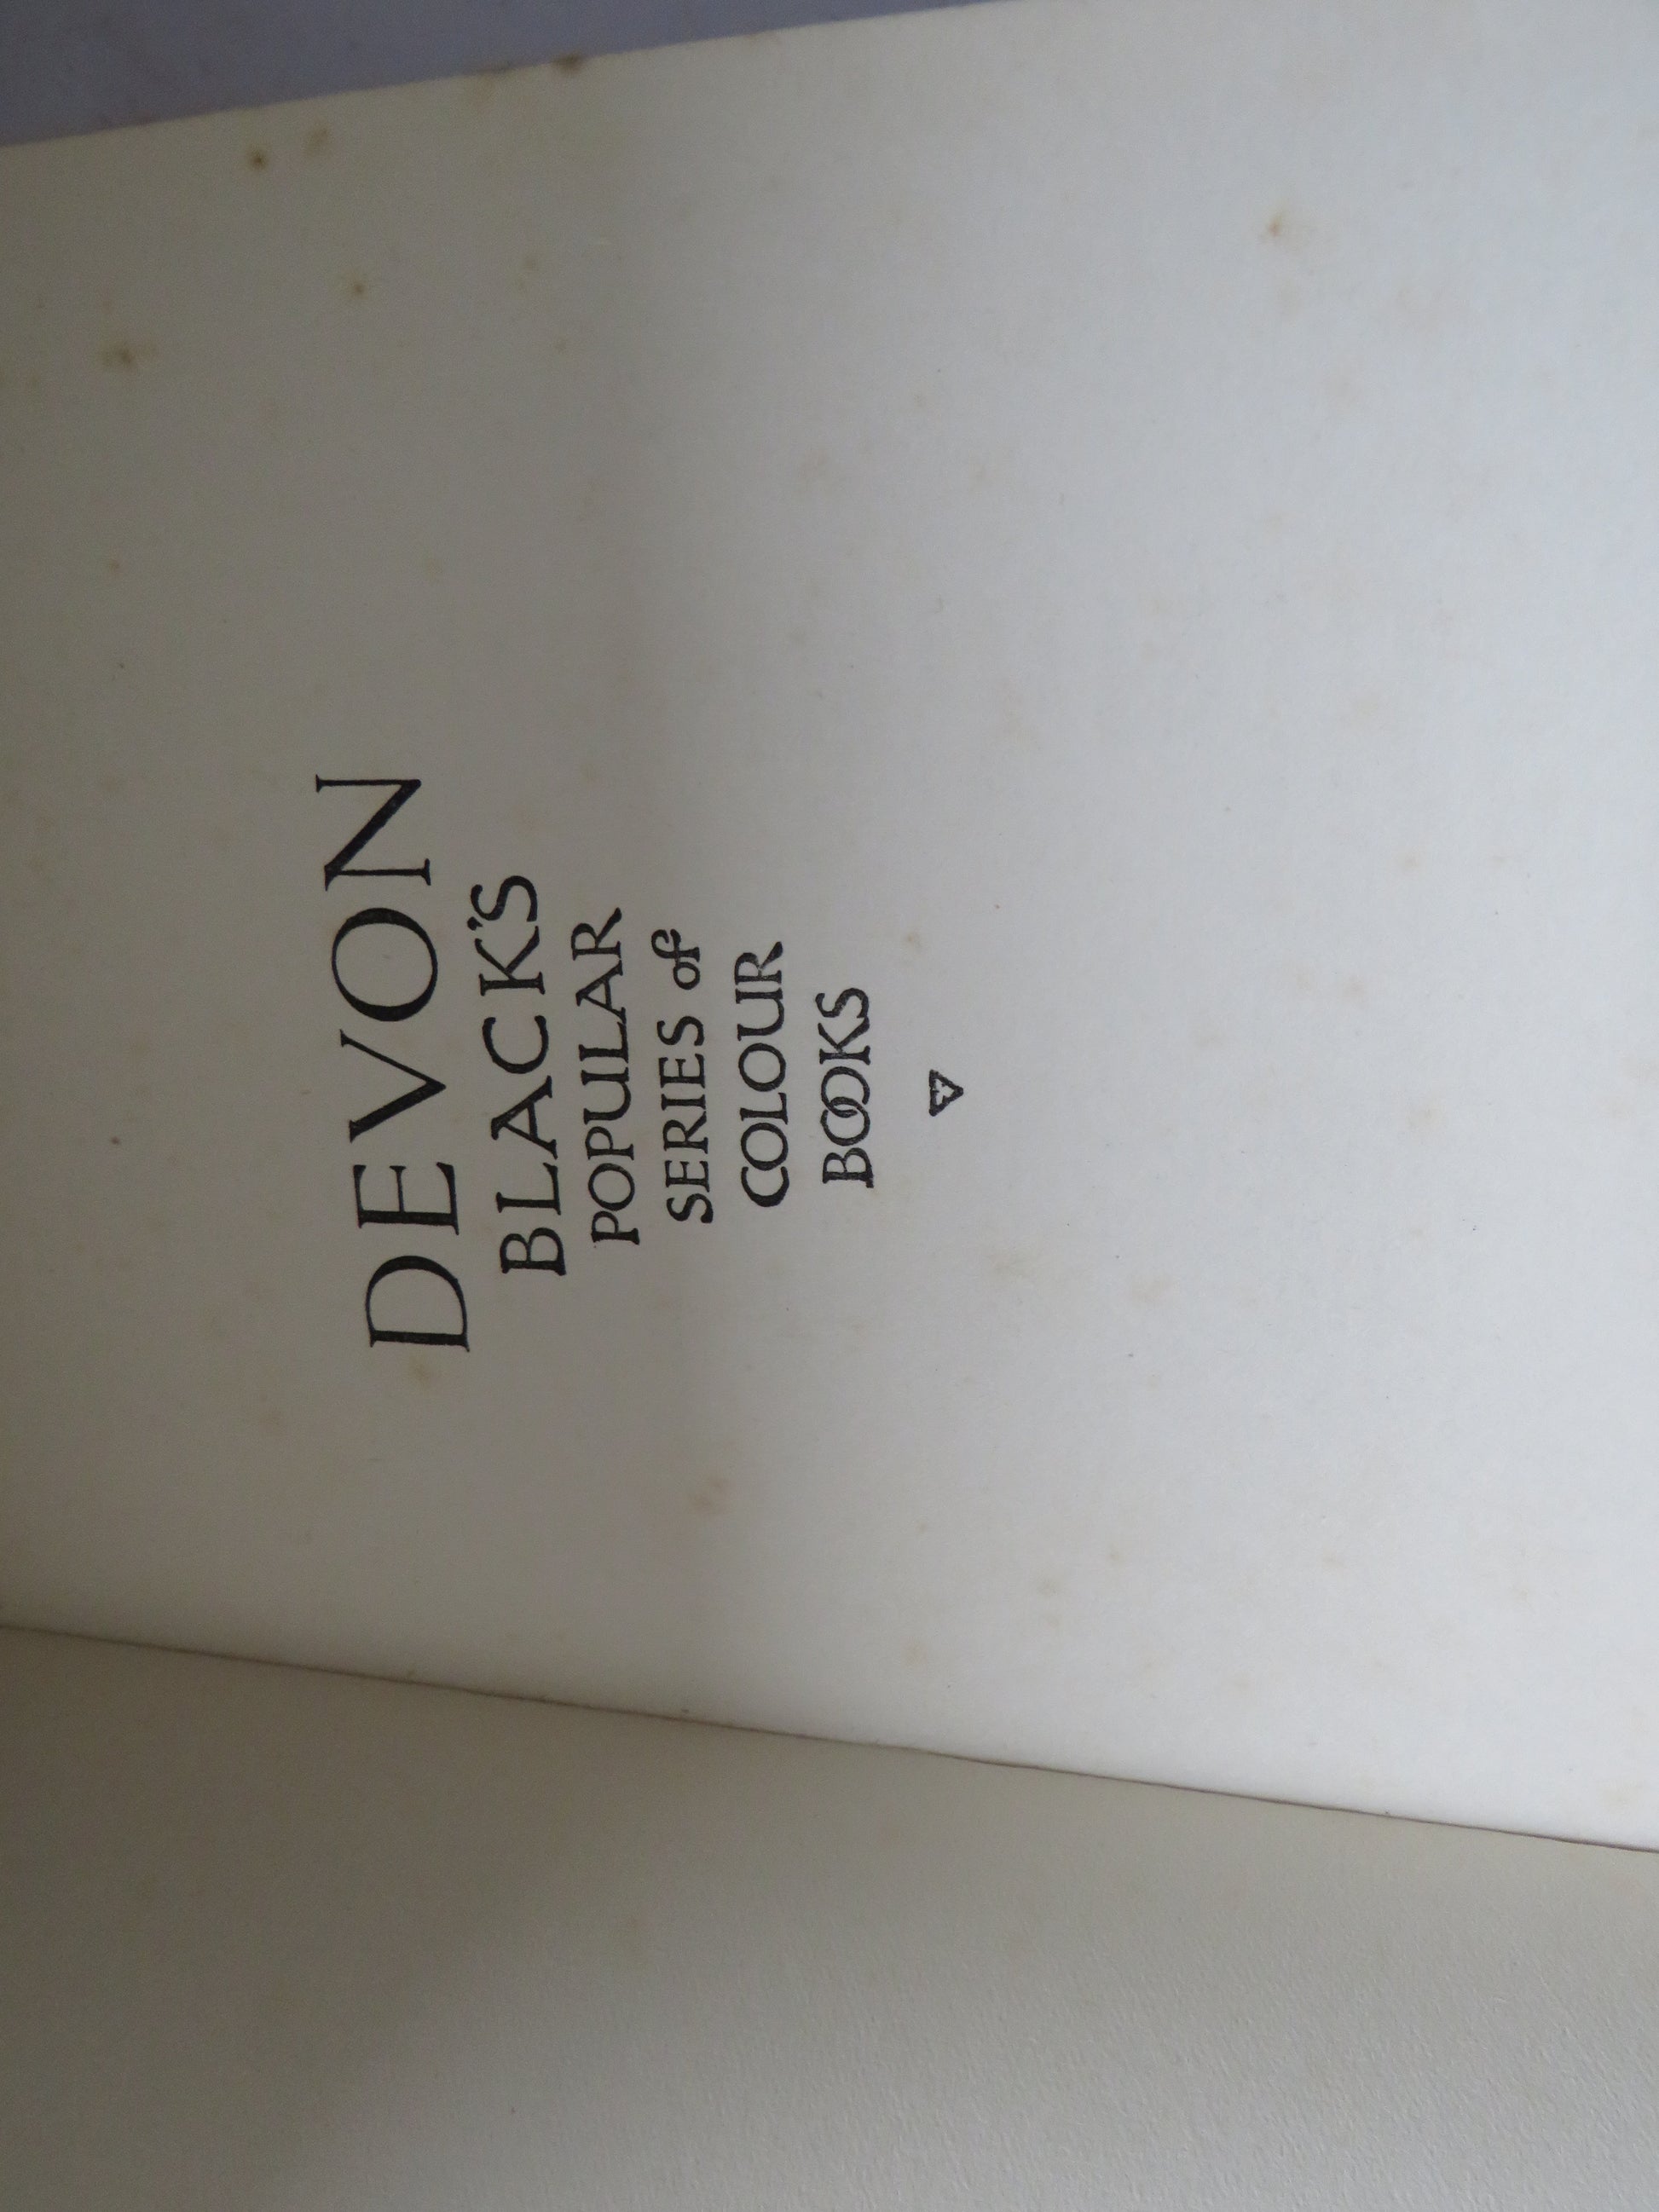 DEVON
BLACK'S
POPULAR
SERIES of
COLOUR
BOOKS